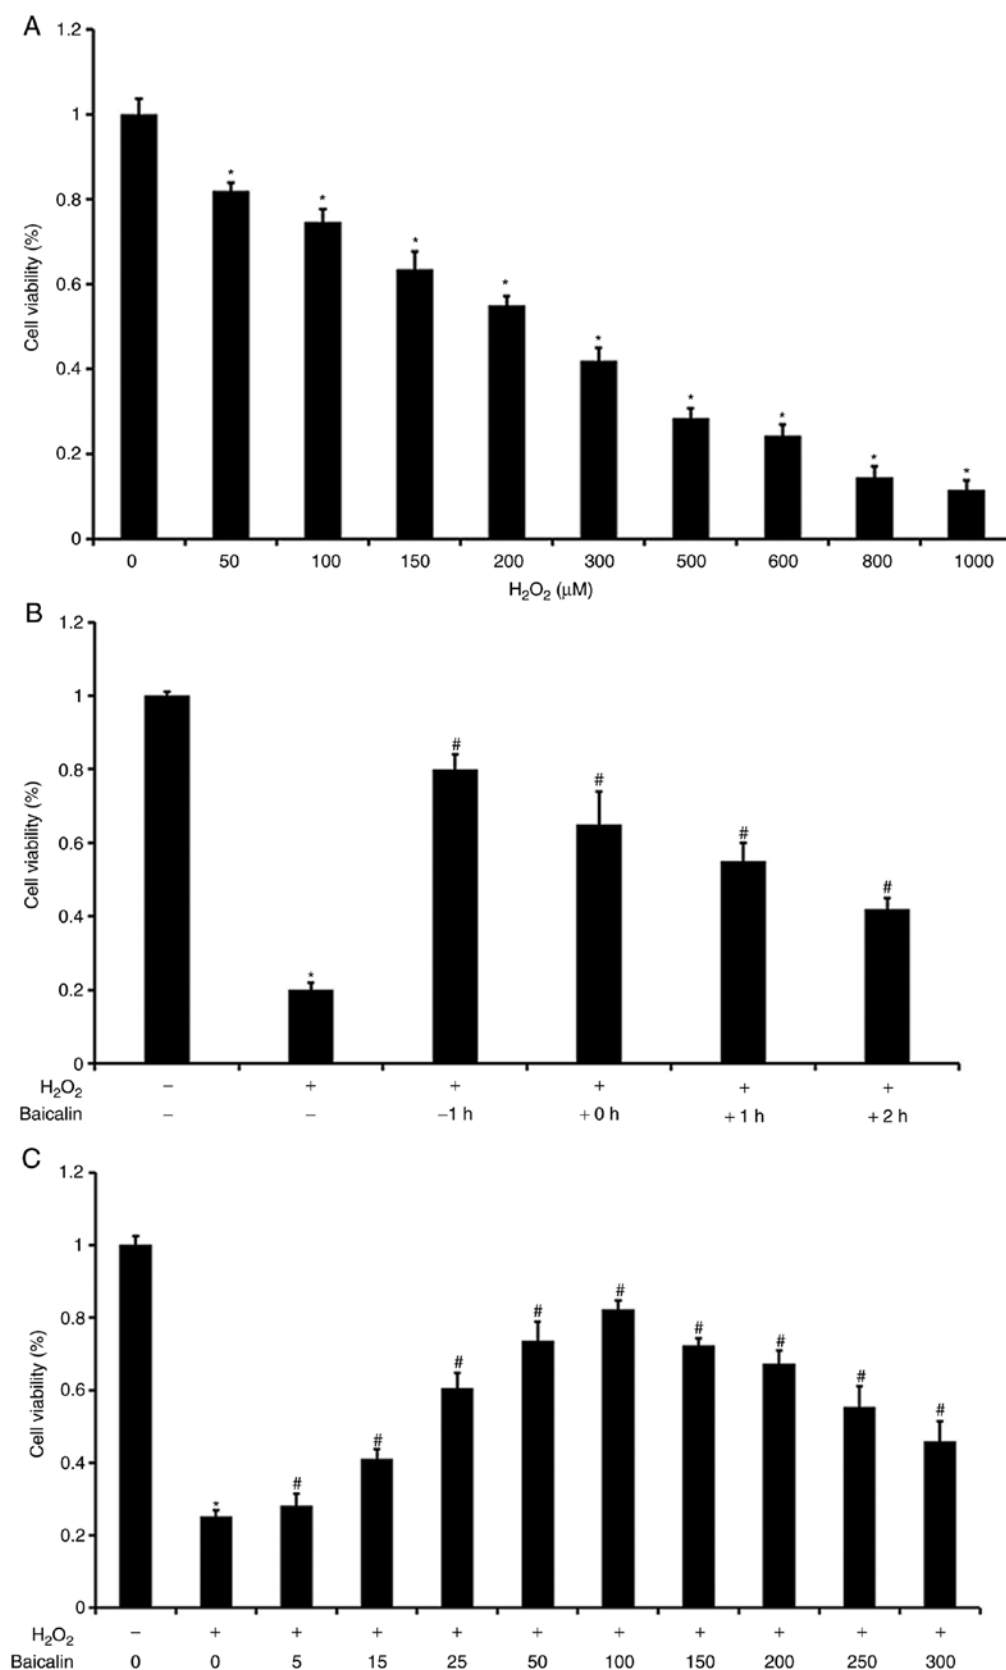 A
1.2
1
0.8
0.6
0.4
0.2
0
Cell viability (%)
* * * * * * * * *
0 50 100 150 200 300 500 600 800 1000
H₂O₂ (μM)
B
1.2
1
0.8
0.6
0.4
0.2
0
Cell viability (%)
* # # # #
H₂O₂ − + + + + +
Baicalin − − −1 h +0 h +1 h +2 h
C
1.2
1
0.8
0.6
0.4
0.2
0
Cell viability (%)
* # # # # # # # # #
H₂O₂ − + + + + + + + + + +
Baicalin 0 0 5 15 25 50 100 150 200 250 300